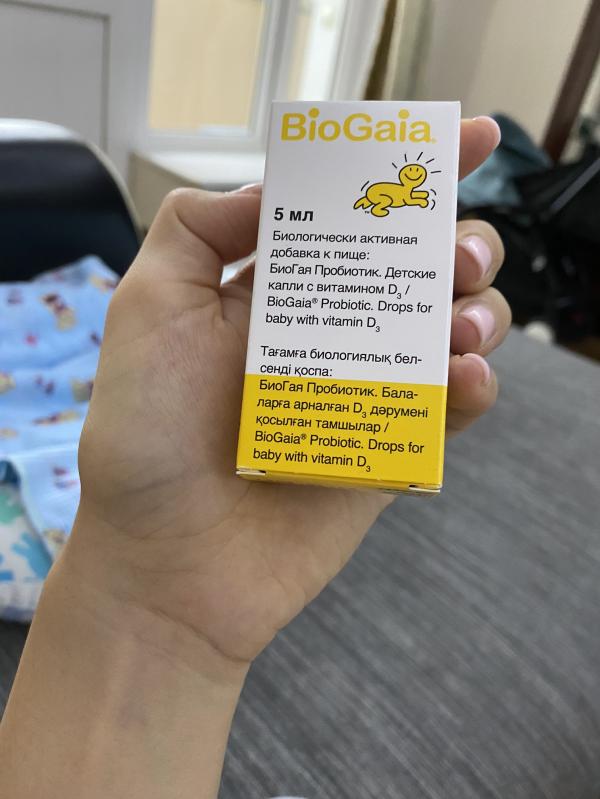 BioGaia®
5 мл
Биологически активная
добавка к пище:
БиоГая Пробиотик. Детские
капли с витамином D₃ /
BioGaia® Probiotic. Drops for
baby with vitamin D₃
Тағамға биологиялық бел-
сенді қоспа:
БиоГая Пробиотик. Бала-
ларға арналған D₃ дәрумені
қосылған тамшылар /
BioGaia® Probiotic. Drops for
baby with vitamin D₃